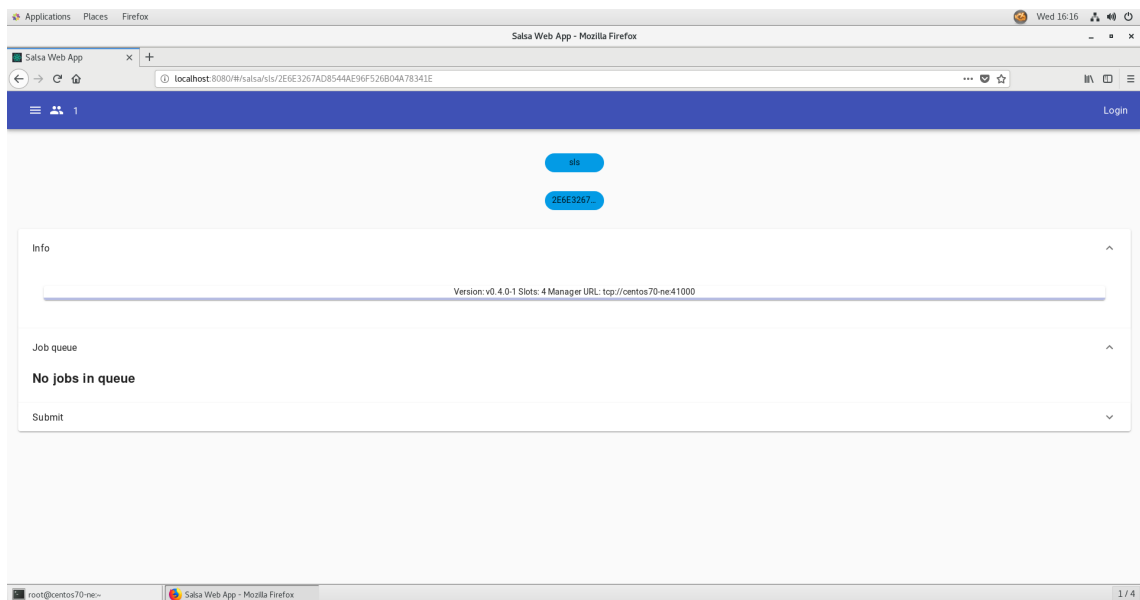 Applications Places Firefox Wed 16:16
Salsa Web App - Mozilla Firefox
Salsa Web App
localhost:8080/#/salsa/sls/2E6E3267AD8544AE96F526B04A78341E
1 Login
sls
2E6E3267...
Info
Version: v0.4.0-1 Slots: 4 Manager URL: tcp://centos70-ne:41000
Job queue
No jobs in queue
Submit
root@centos70-ne:~ Salsa Web App - Mozilla Firefox 1 / 4